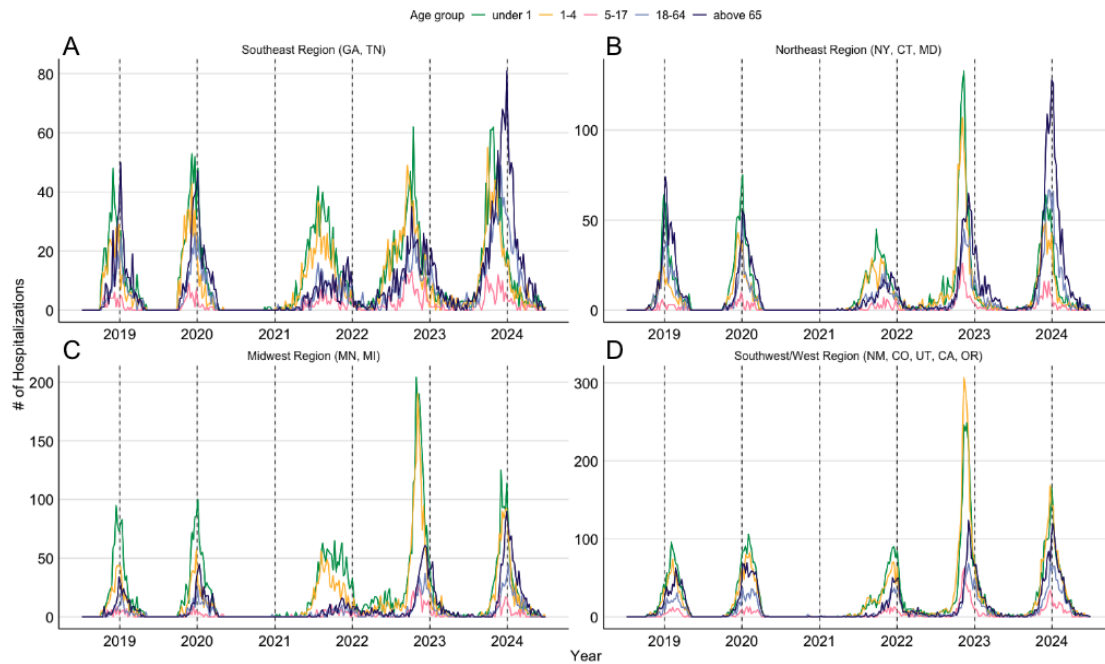 Age group under 1 1-4 5-17 18-64 above 65
A
Southeast Region (GA, TN)
80
60
40
20
0
2019 2020 2021 2022 2023 2024
B
Northeast Region (NY, CT, MD)
100
50
0
2019 2020 2021 2022 2023 2024
C
Midwest Region (MN, MI)
200
150
100
50
0
2019 2020 2021 2022 2023 2024
D
Southwest/West Region (NM, CO, UT, CA, OR)
300
200
100
0
2019 2020 2021 2022 2023 2024
# of Hospitalizations
Year